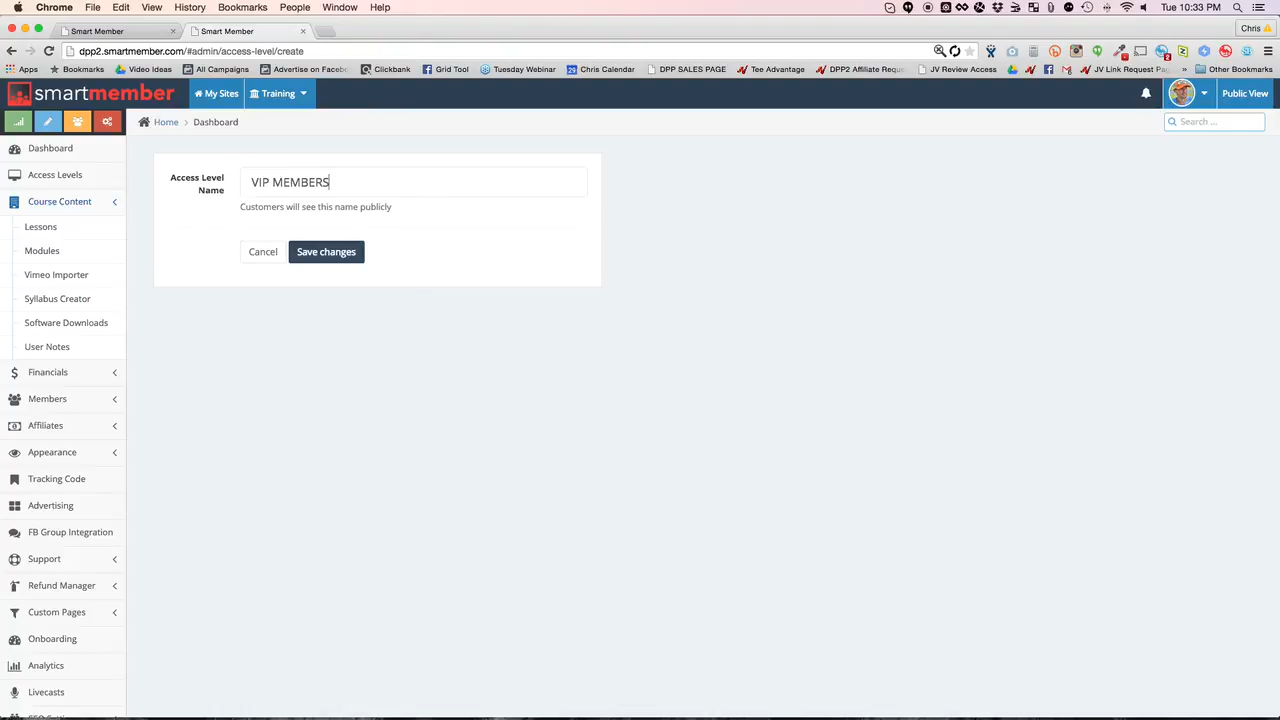 Chrome File Edit View History Bookmarks People Window Help
Tue 10:33 PM
Smart Member
Smart Member
Chris
dpp2.smartmember.com/#admin/access-level/create
Apps Bookmarks Video Ideas All Campaigns Advertise on Facebo Clickbank Grid Tool Tuesday Webinar Chris Calendar DPP SALES PAGE Tee Advantage DPP2 Affiliate Reque JV Review Access JV Link Request Pag » Other Bookmarks
smartmember My Sites Training Public View
Home > Dashboard
Search ...
Dashboard
Access Levels
Course Content
Lessons
Modules
Vimeo Importer
Syllabus Creator
Software Downloads
User Notes
Financials
Members
Affiliates
Appearance
Tracking Code
Advertising
FB Group Integration
Support
Refund Manager
Custom Pages
Onboarding
Analytics
Livecasts
Access Level
Name
VIP MEMBERS
Customers will see this name publicly
Cancel Save changes